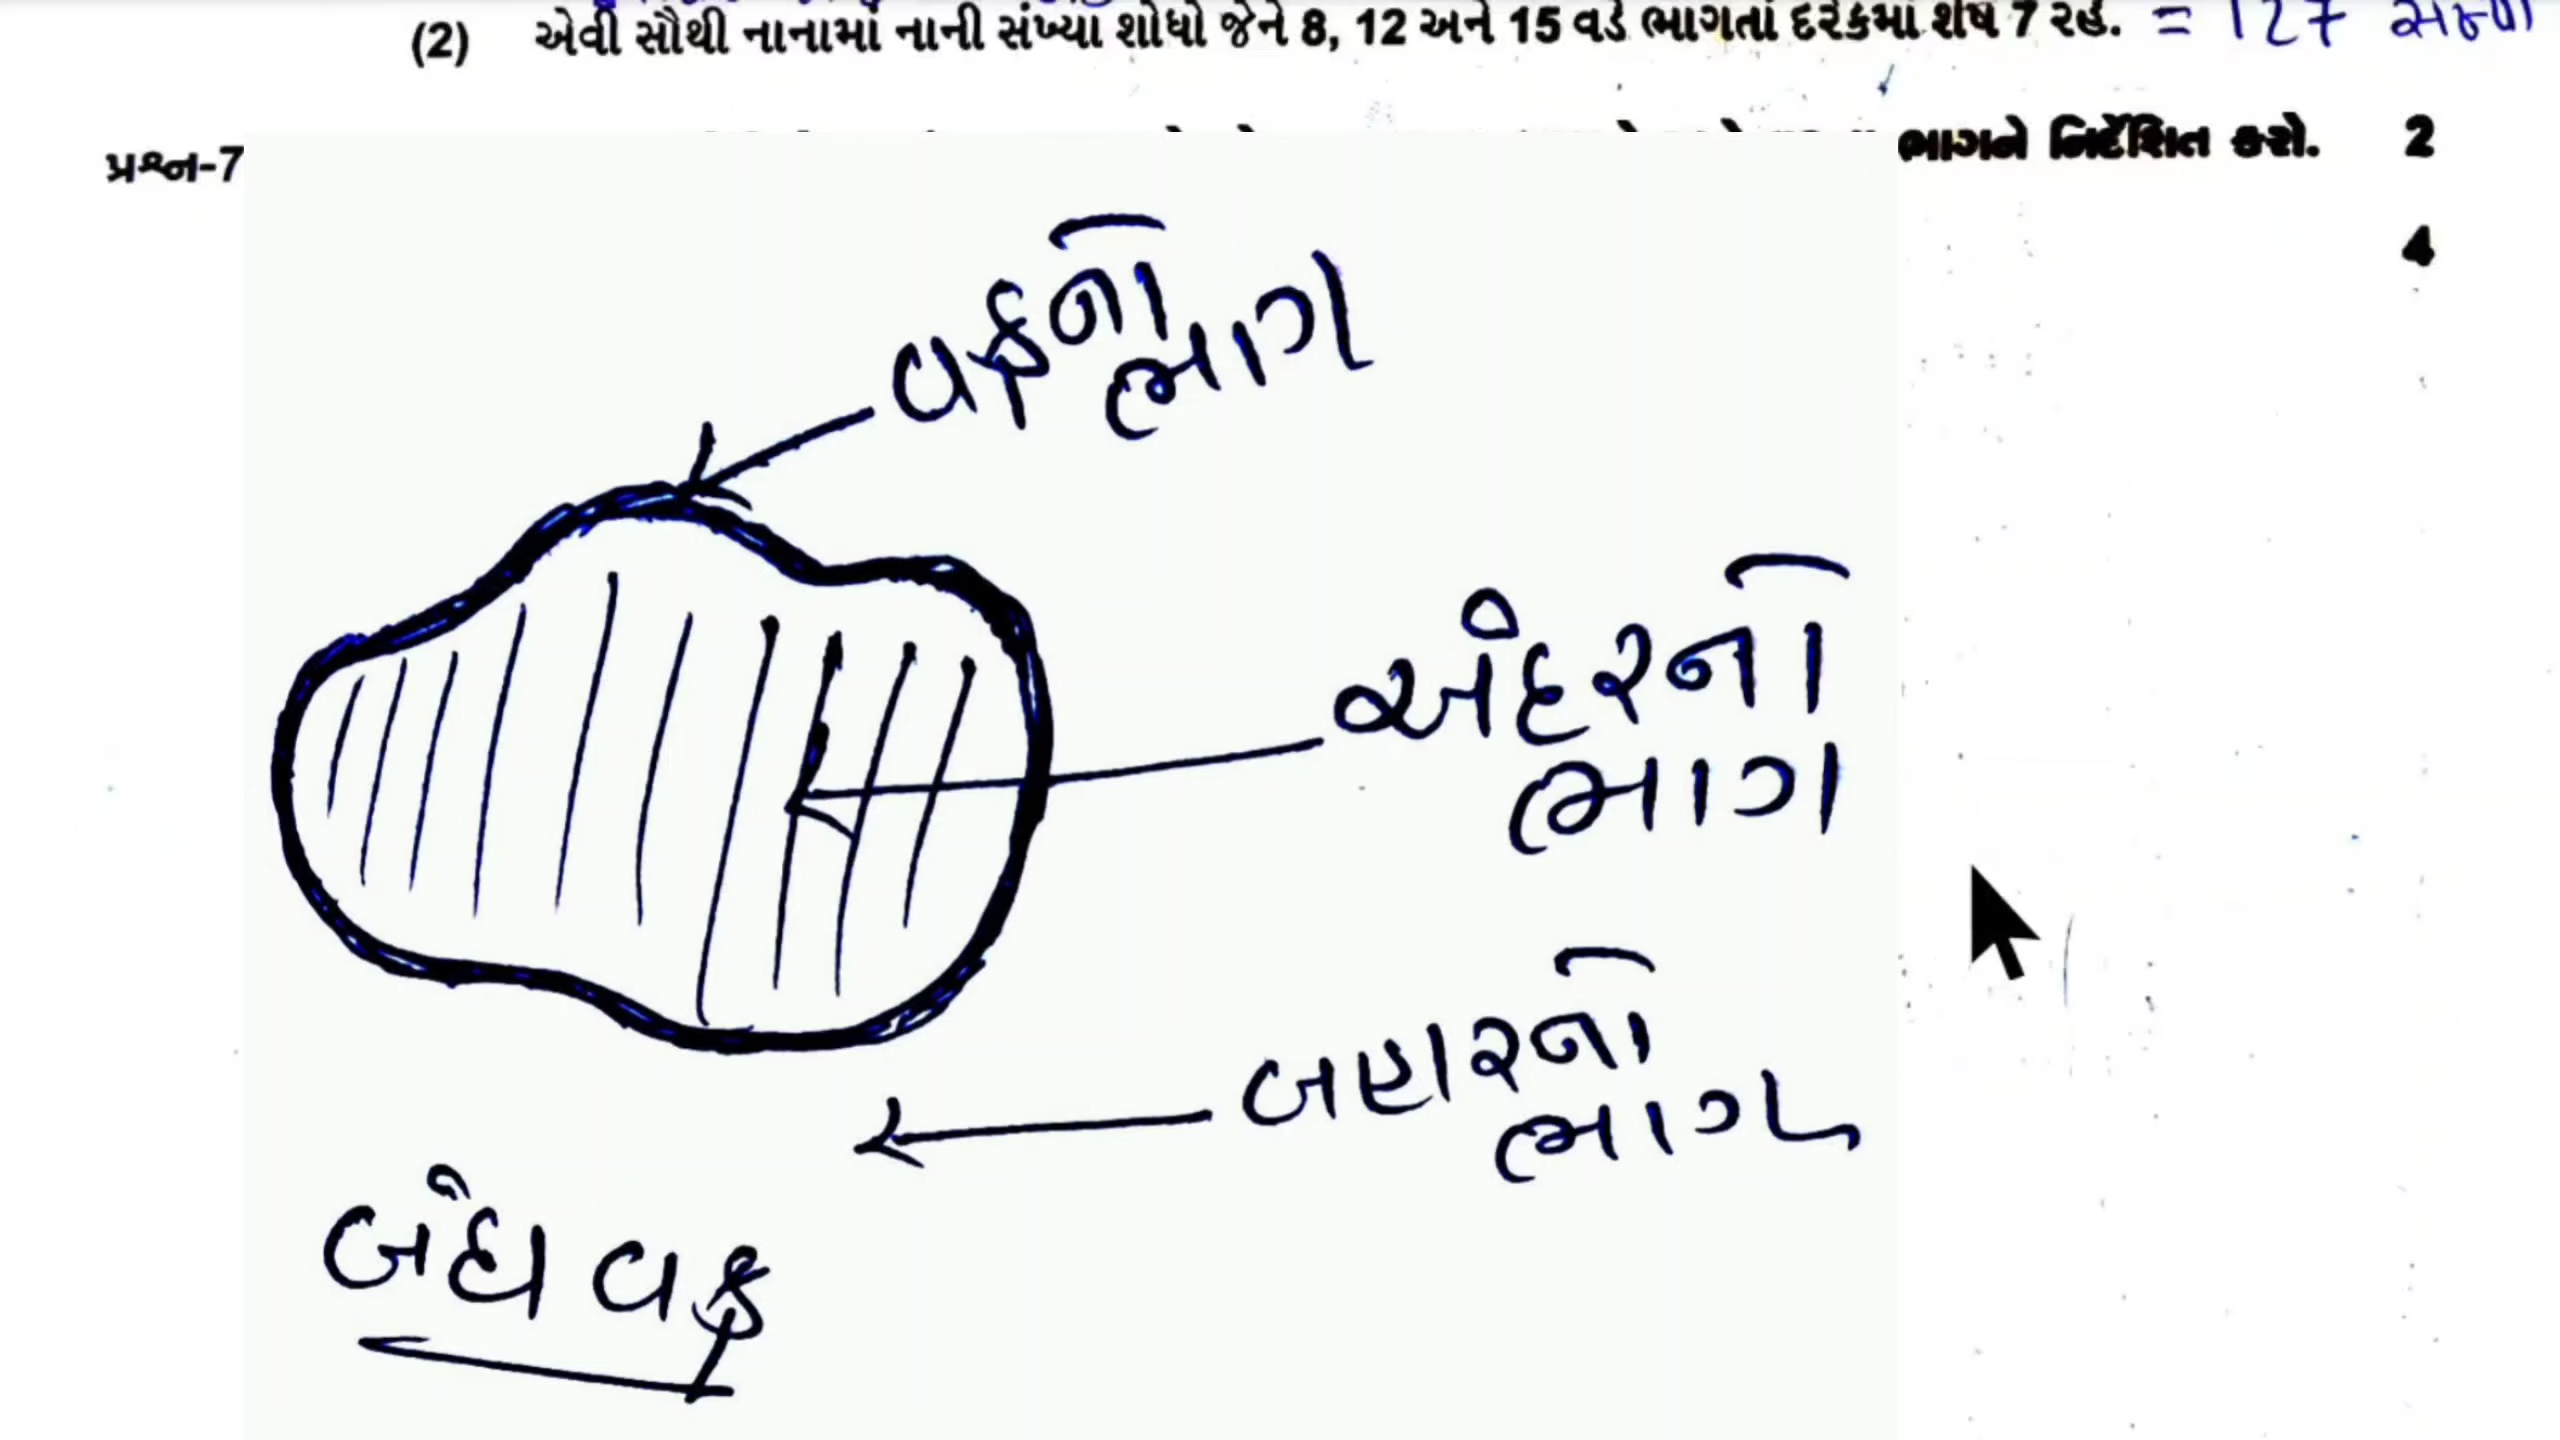 (2) એવી સૌથી નાનામાં નાની સંખ્યા શોધો જેને 8, 12 અને 15 વડે ભાગતાં દરેકમાં શેષ 7 રહે. = 127
પ્રશ્ન-7 ભાગને નિર્દેશિત કરો. 2
4
વક્રનો
ભાગ
અંદરનો
ભાગ
બહારનો
ભાગ
બંધ વક્ર